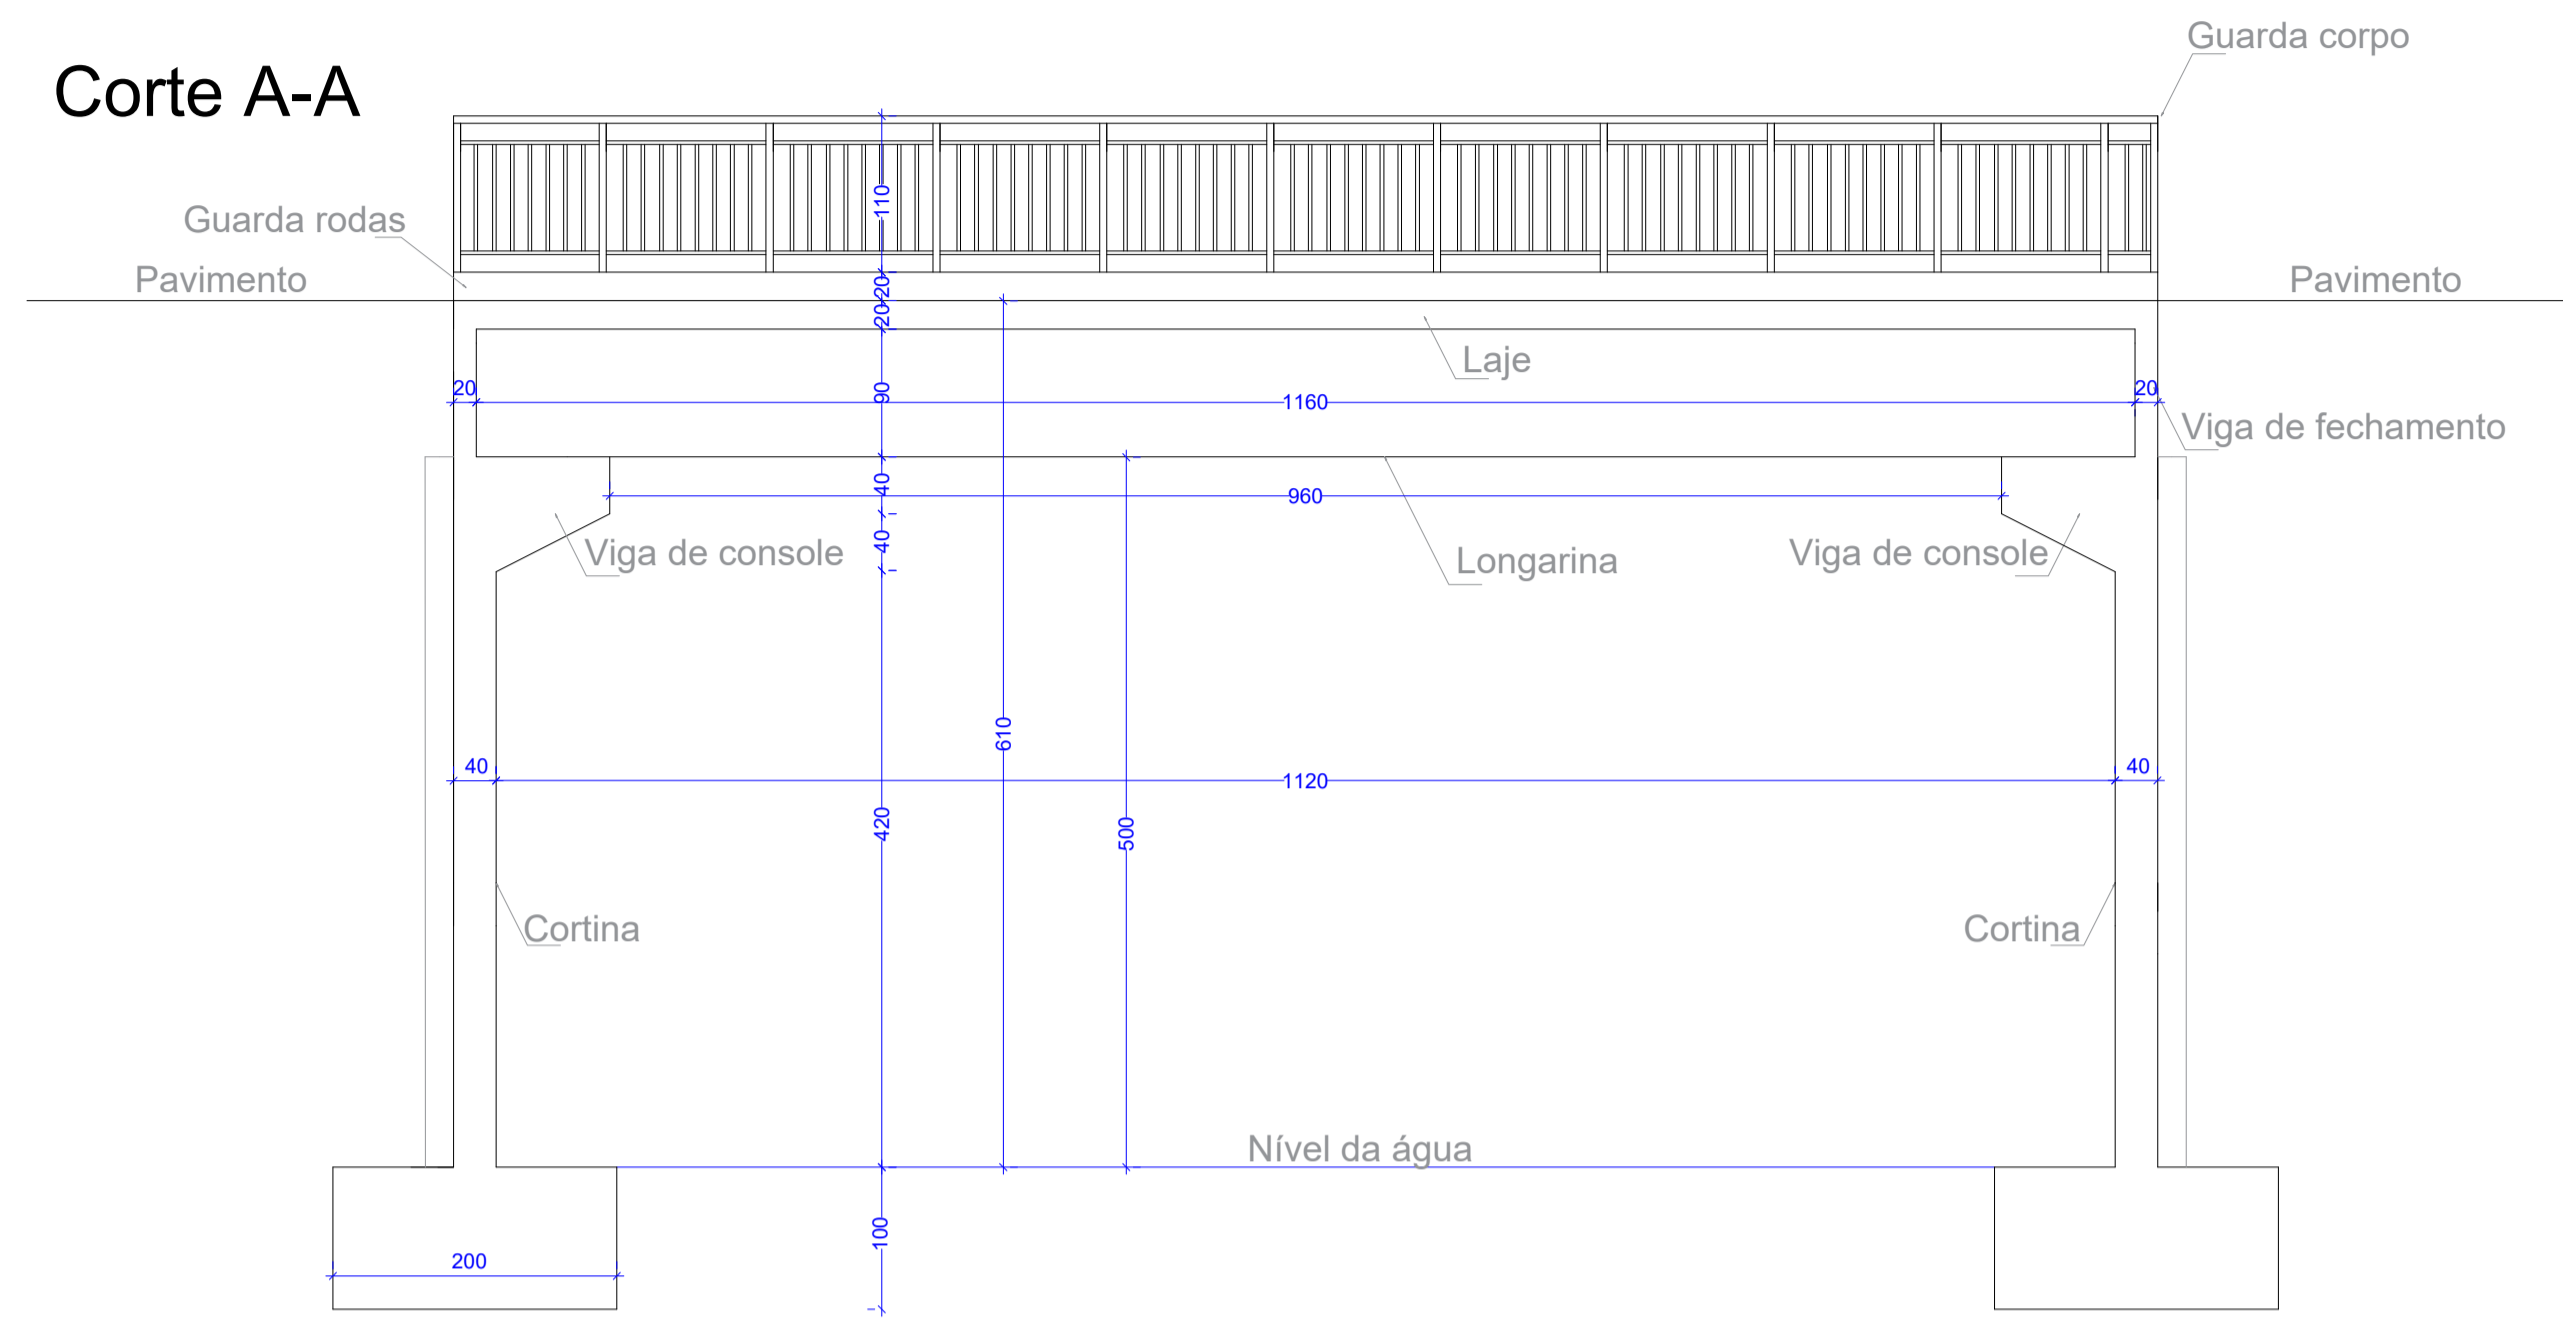 Guarda corpo
Corte A-A
110
Guarda rodas
Pavimento
20
Pavimento
20
Laje
20
90
1160
20
Viga de fechamento
40
960
40
Viga de console
Longarina
Viga de console
610
40
1120
40
420
500
Cortina
Cortina
Nível da água
100
200